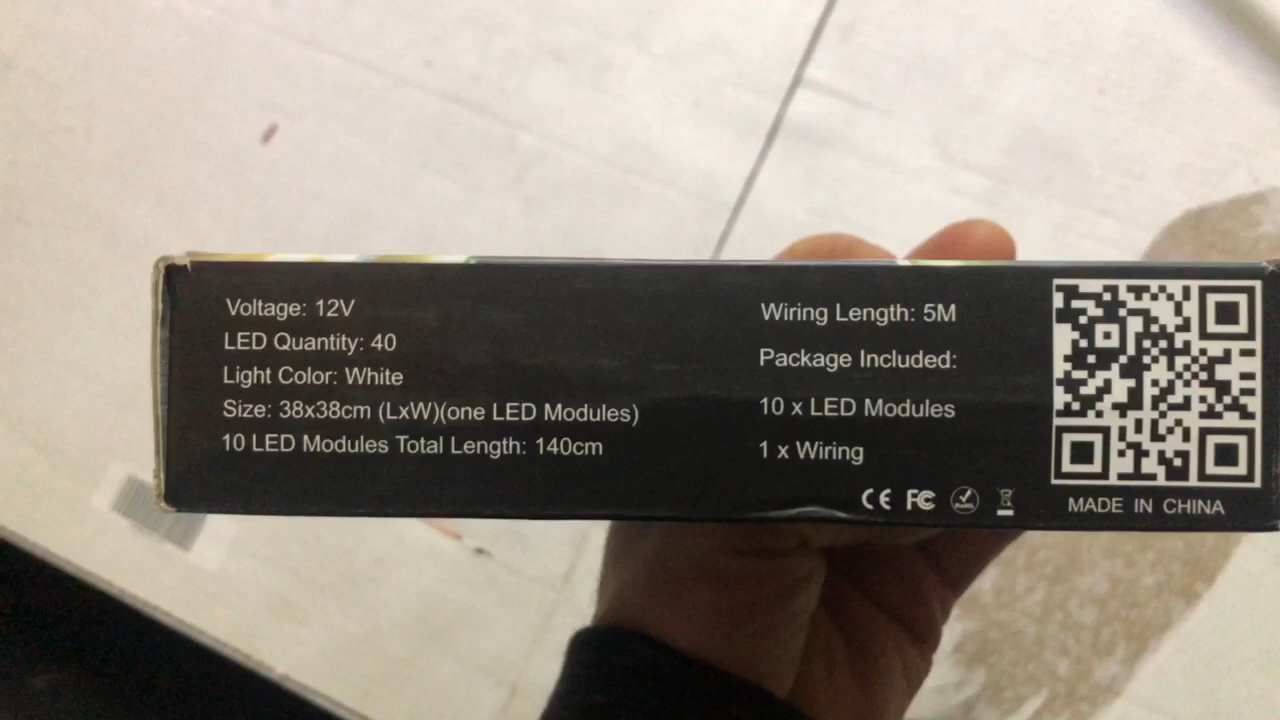 Voltage: 12V
LED Quantity: 40
Light Color: White
Size: 38x38cm (LxW)(one LED Modules)
10 LED Modules Total Length: 140cm
Wiring Length: 5M
Package Included:
10 x LED Modules
1 x Wiring
CE FC RoHS
MADE IN CHINA